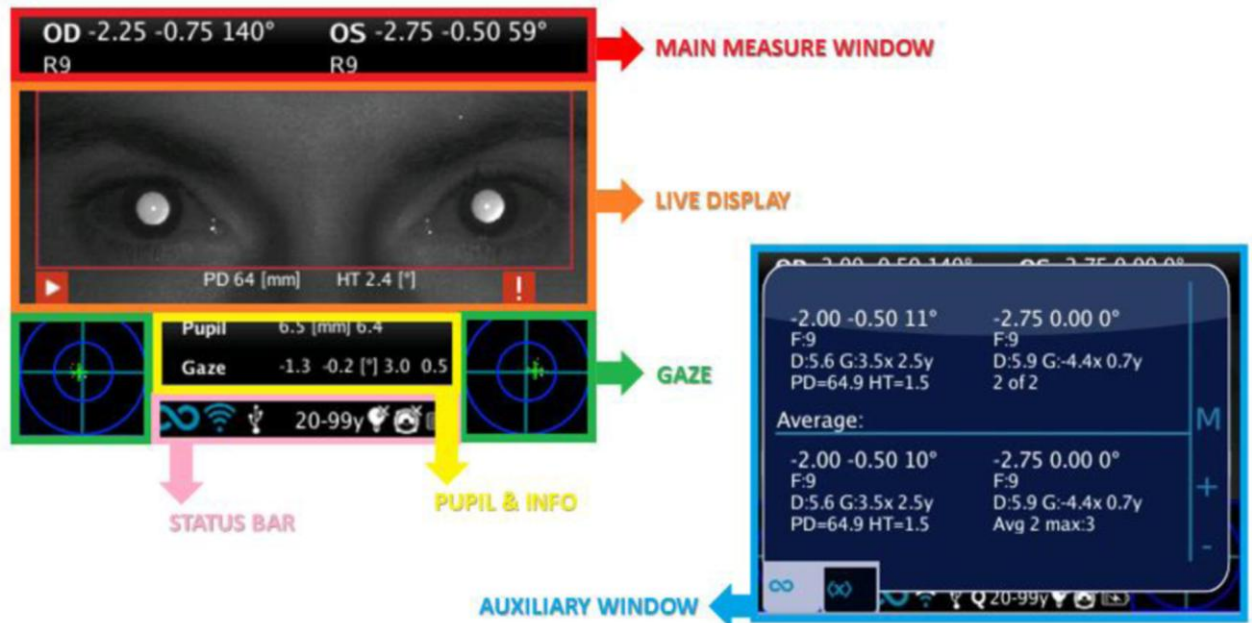 OD -2.25 -0.75 140° OS -2.75 -0.50 59°
R9 R9
MAIN MEASURE WINDOW
LIVE DISPLAY
PD 64 [mm] HT 2.4 [°]
!
Pupil 6.5 [mm] 6.4
Gaze -1.3 -0.2 [°] 3.0 0.5
GAZE
20-99y
PUPIL & INFO
STATUS BAR
-2.00 -0.50 11° -2.75 0.00 0°
F:9 F:9
D:5.6 G:3.5x 2.5y D:5.9 G:-4.4x 0.7y
PD=64.9 HT=1.5 2 of 2
Average:
M
-2.00 -0.50 10° -2.75 0.00 0°
F:9 F:9
+
D:5.6 G:3.5x 2.5y D:5.9 G:-4.4x 0.7y
PD=64.9 HT=1.5 Avg 2 max:3
-
∞ ⟨x⟩
Q 20-99y
AUXILIARY WINDOW